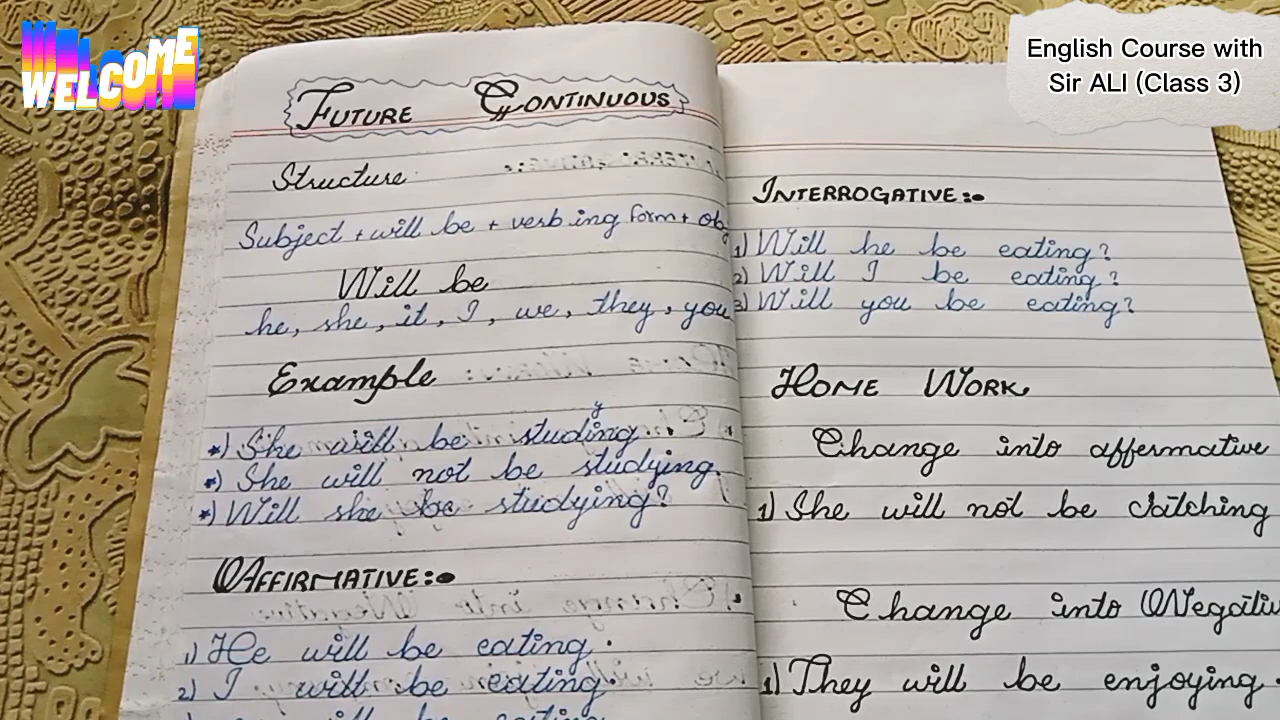 WELCOME
English Course with
Sir ALI (Class 3)
FUTURE CONTINUOUS
Structure
Subject + will be + verb ing form + obj
Will be
he, she, it, I, we, they, you
Example
*) She will be studying
*) She will not be studying.
*) Will she be studying?
AFFIRMATIVE:
1) He will be eating.
2) I will be eating.
INTERROGATIVE:
1) Will he be eating?
2) Will I be eating?
3) Will you be eating?
HOME WORK
Change into affermative
1) She will not be catching
Change into Negativ
1) They will be enjoying.